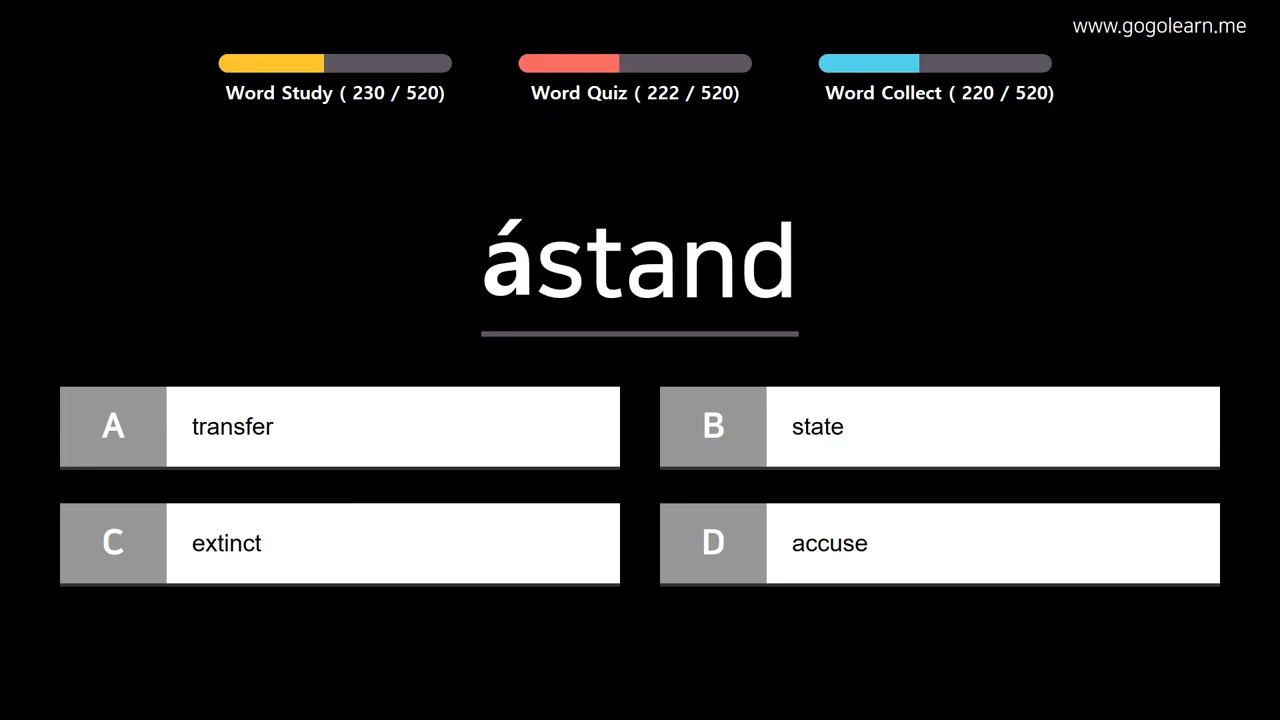 www.gogolearn.me
Word Study ( 230 / 520)
Word Quiz ( 222 / 520)
Word Collect ( 220 / 520)
ástand
A transfer
B state
C extinct
D accuse